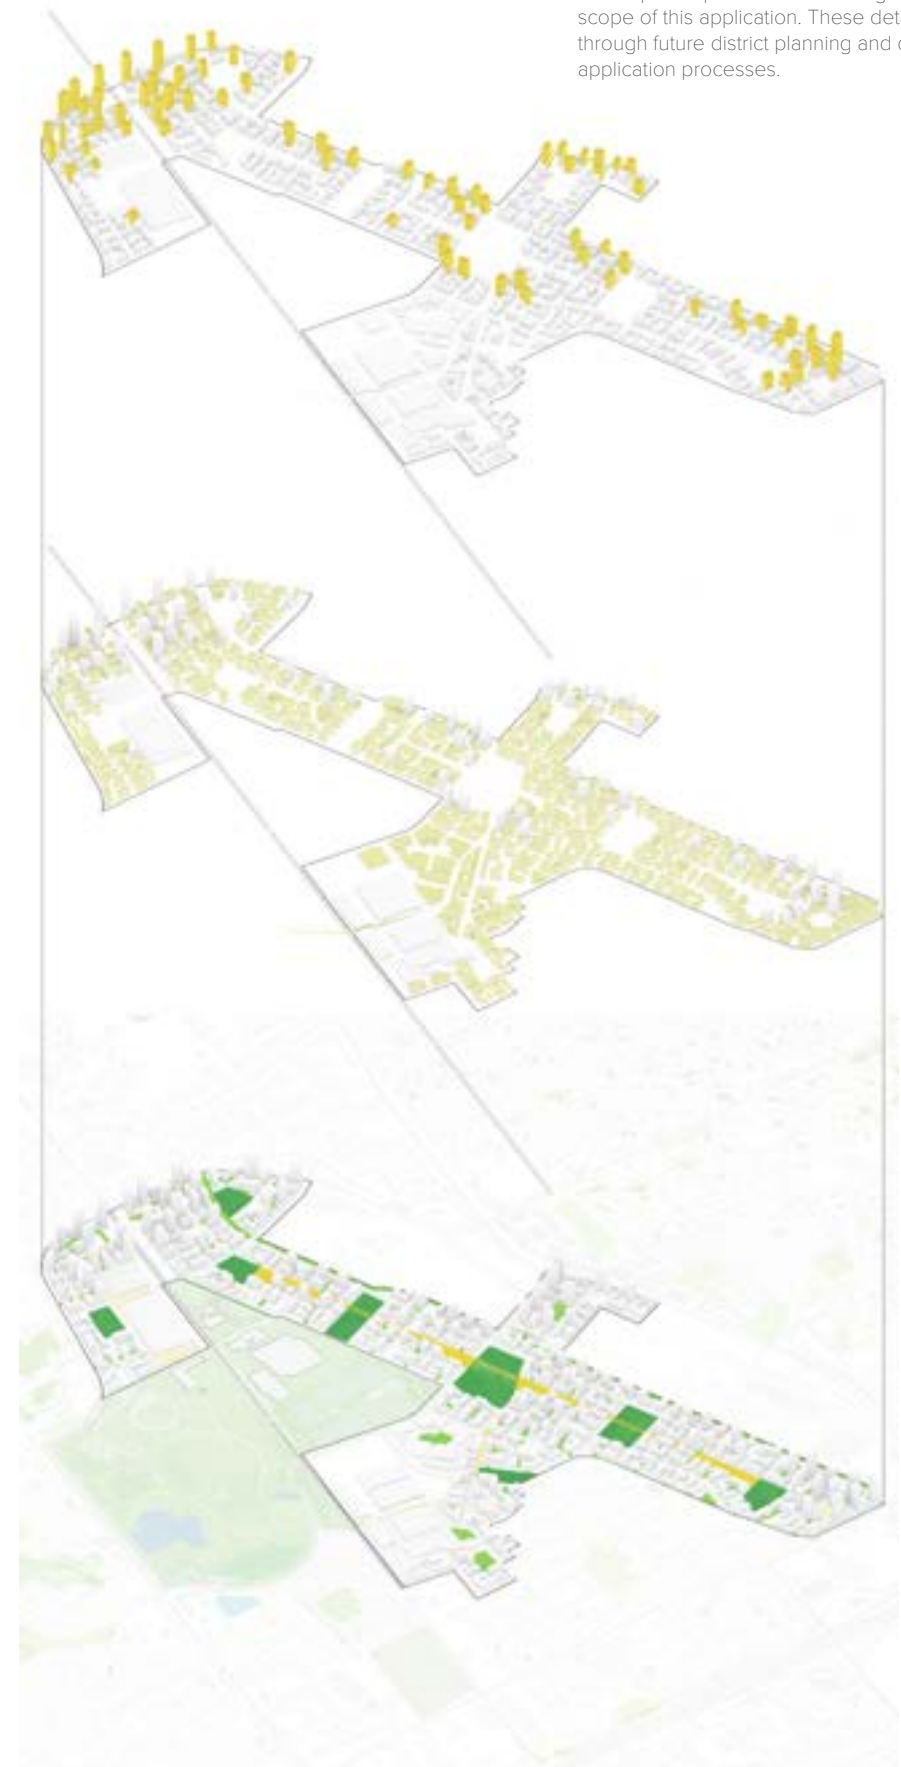 scope of this application. These
through future district planning and
application processes.